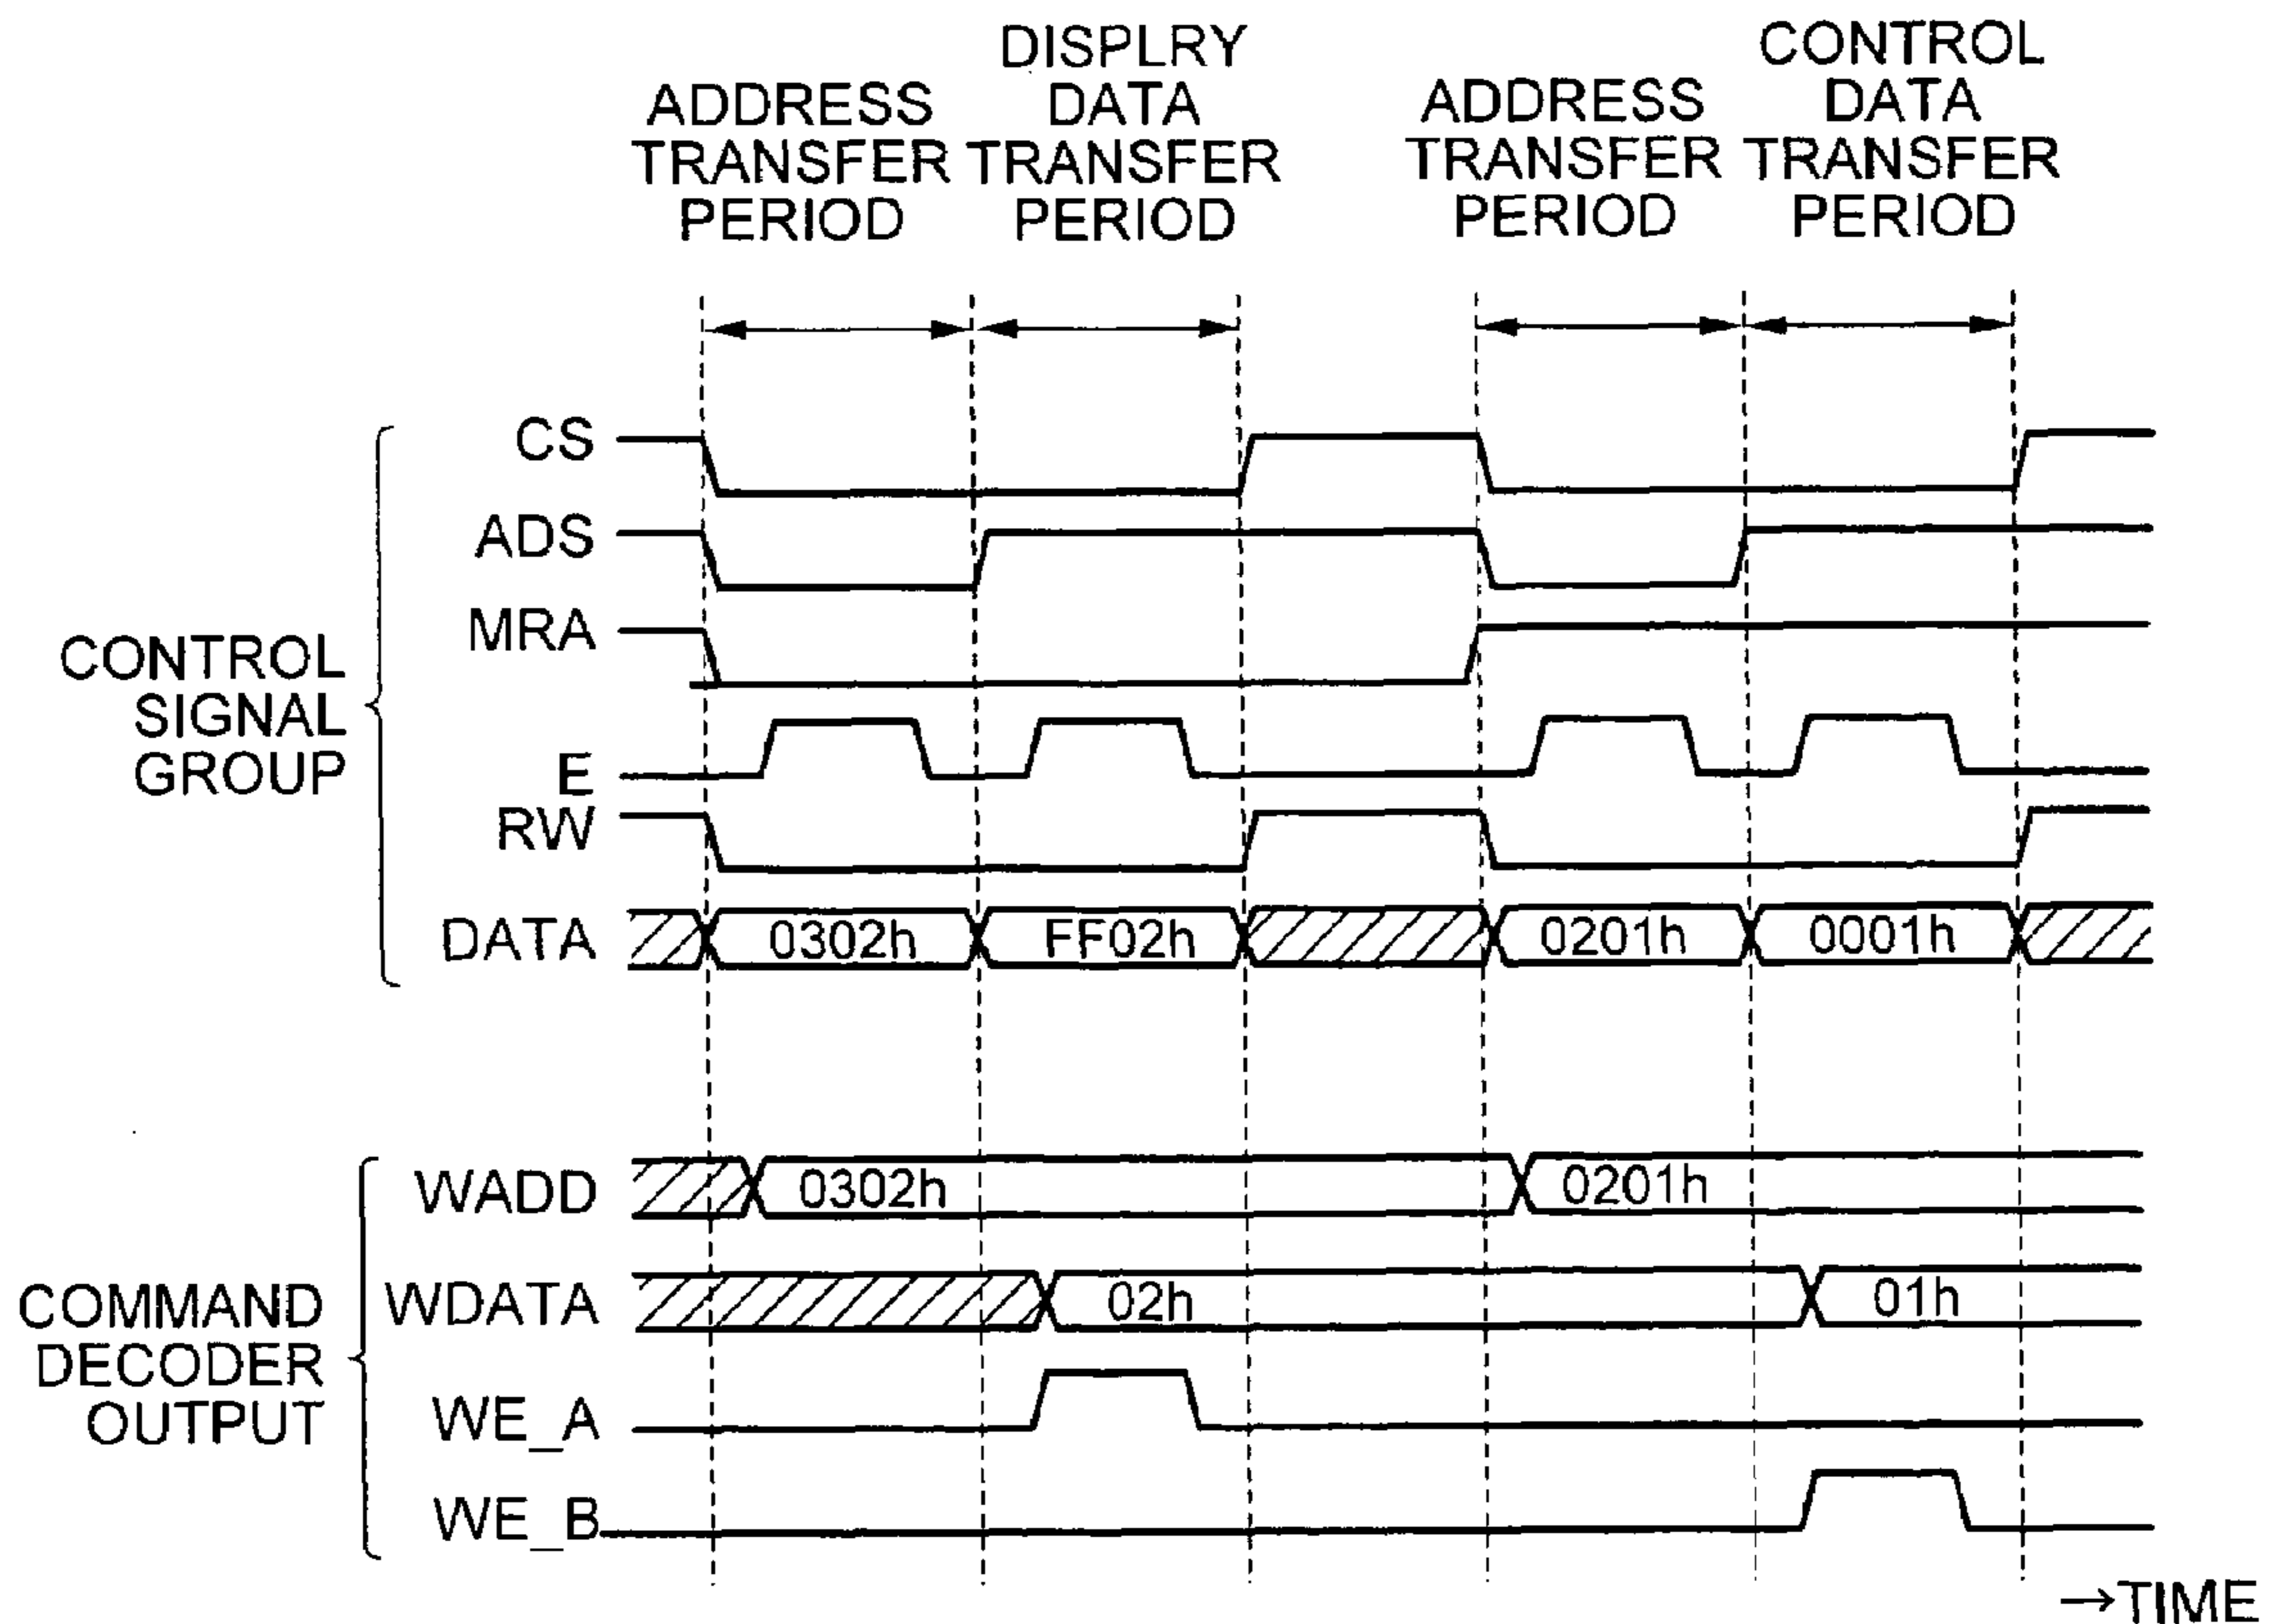 ADDRESS
TRANSFER
PERIOD
DISPLRY
DATA
TRANSFER
PERIOD
ADDRESS
TRANSFER
PERIOD
CONTROL
DATA
TRANSFER
PERIOD
CONTROL
SIGNAL
GROUP
CS
ADS
MRA
E
RW
DATA
0302h
FF02h
0201h
0001h
COMMAND
DECODER
OUTPUT
WADD
0302h
0201h
WDATA
02h
01h
WE_A
WE_B
→TIME